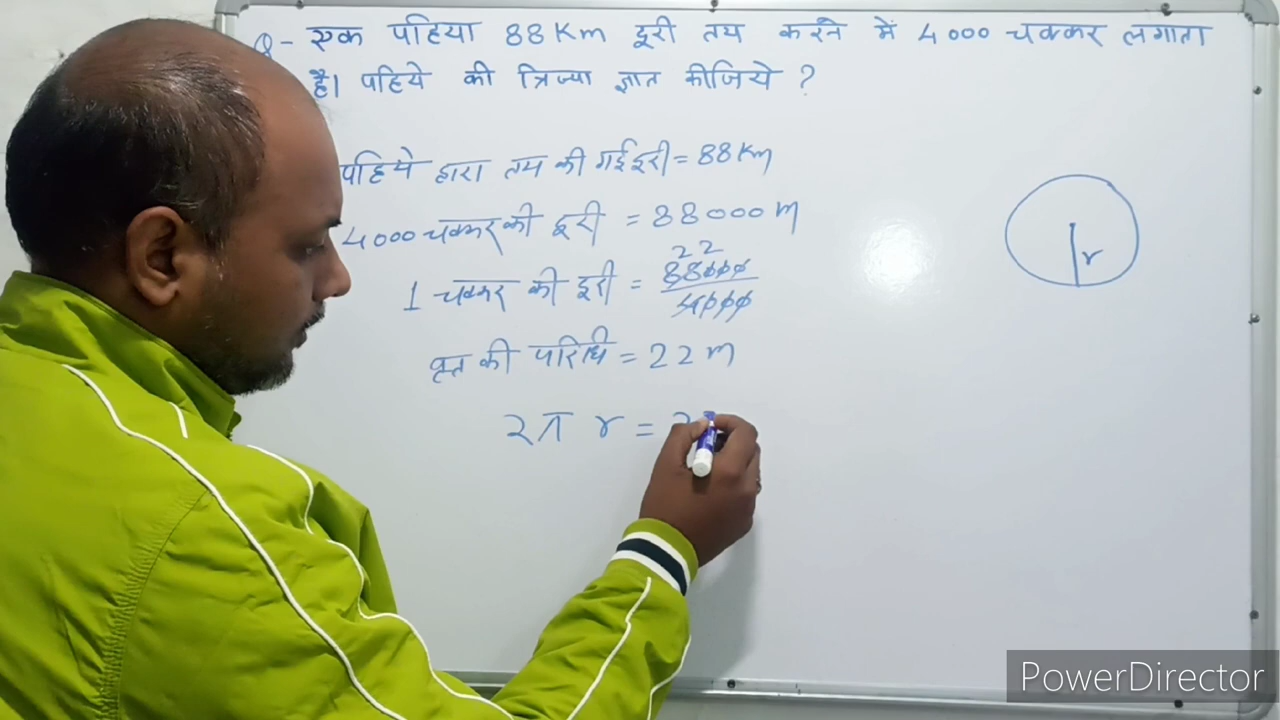 Q- एक पहिया 88 Km दूरी तय करने में 4000 चक्कर लगाता
है। पहिये की त्रिज्या ज्ञात कीजिये ?
पहिये द्वारा तय की गई दूरी = 88 Km
4000 चक्कर की दूरी = 88000 m
22
1 चक्कर की दूरी = 88000
4000
r
वृत की परिधि = 22 m
2π r = 2
PowerDirector